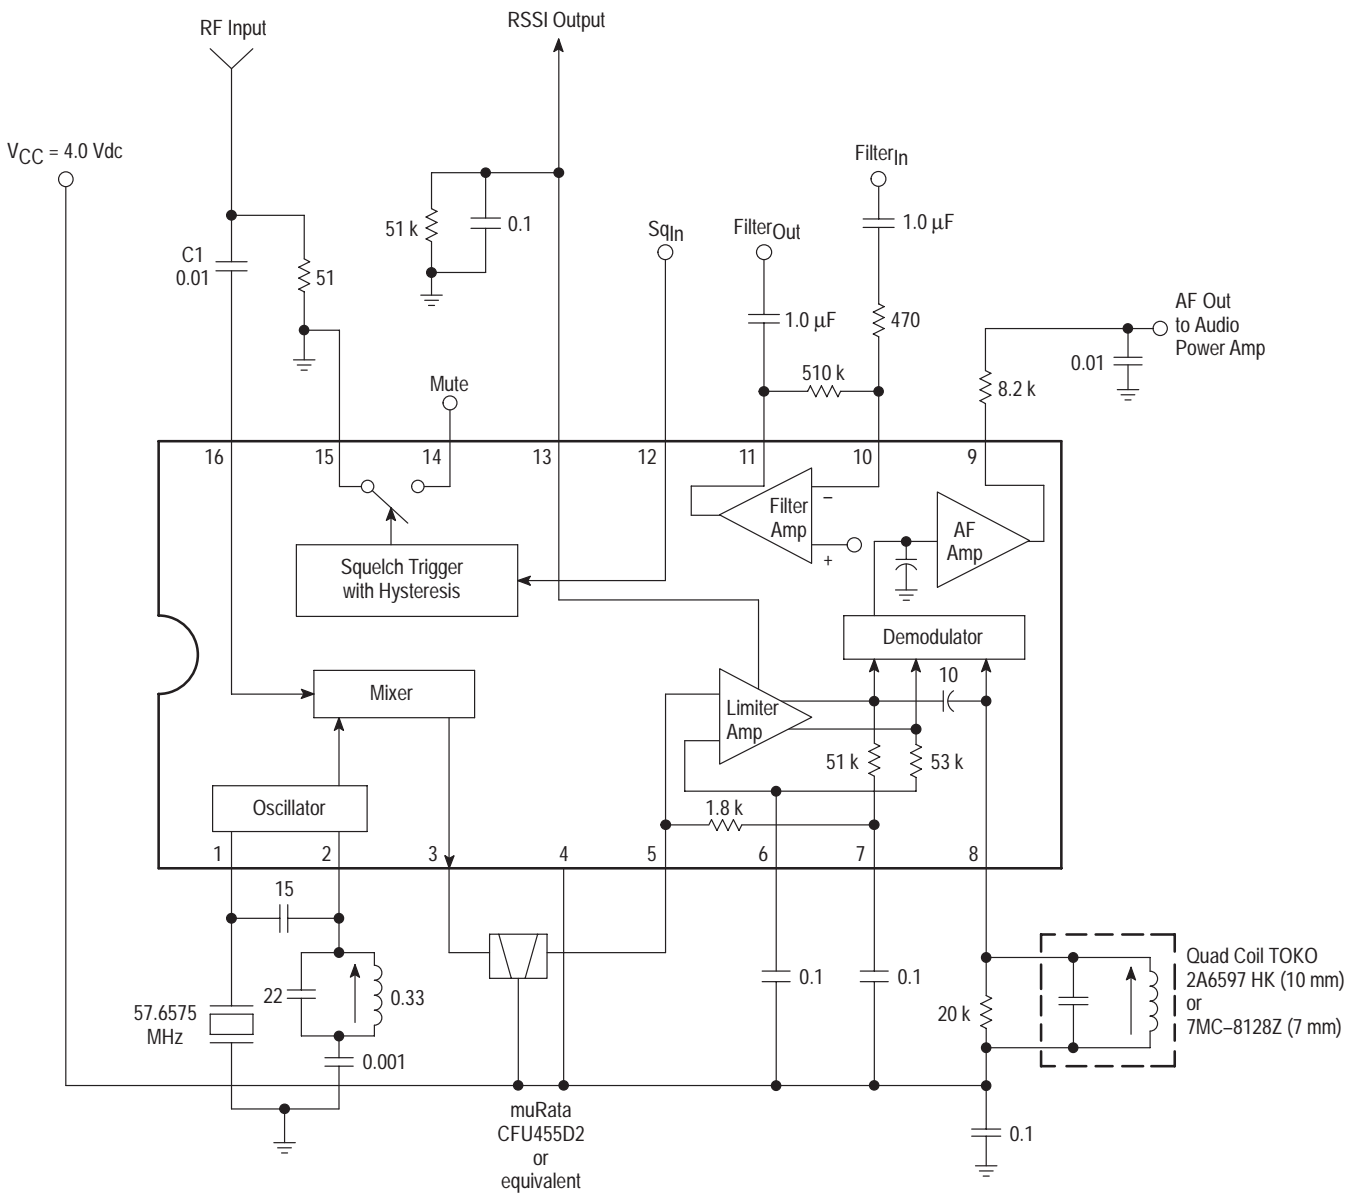 RF Input
RSSI Output
VCC = 4.0 Vdc
FilterIn
51 k
0.1
SqIn
FilterOut
1.0 µF
C1
0.01
51
1.0 µF
470
AF Out
to Audio
Power Amp
0.01
Mute
510 k
8.2 k
16
15
14
13
12
11
10
9
Filter
Amp
–
+
AF
Amp
Squelch Trigger
with Hysteresis
Demodulator
Mixer
10
Limiter
Amp
51 k
53 k
Oscillator
1.8 k
1
2
3
4
5
6
7
8
15
22
0.33
57.6575
MHz
0.001
0.1
0.1
20 k
Quad Coil TOKO
2A6597 HK (10 mm)
or
7MC–8128Z (7 mm)
muRata
CFU455D2
or
equivalent
0.1